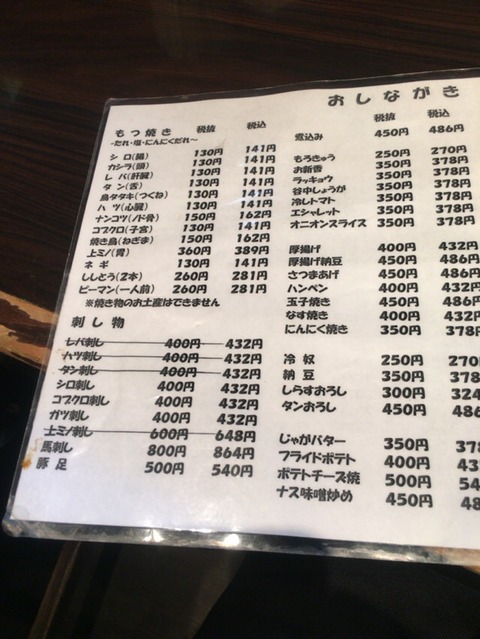 おしながき
もつ焼き 税抜 税込
~たれ・塩・にんにくだれ~
シロ(腸) 130円 141円
カシラ(頭) 130円 141円
レバ(肝臓) 130円 141円
タン(舌) 130円 141円
鳥タタキ(つくね) 130円 141円
ハツ(心臓) 130円 141円
ナンコツ(ノド骨) 150円 162円
コブクロ(子宮) 130円 141円
焼き鳥(ねぎま) 150円 162円
上ミノ(胃) 360円 389円
ネギ 130円 141円
ししとう(2本) 260円 281円
ピーマン(一人前) 260円 281円
※焼き物のお土産はできません
刺し物
レバ刺し 400円 432円
ハツ刺し 400円 432円
タン刺し 400円 432円
シロ刺し 400円 432円
コブクロ刺し 400円 432円
ガツ刺し 400円 432円
上ミノ刺し 600円 648円
馬刺し 800円 864円
豚足 500円 540円
税抜 税込
煮込み 450円 486円
もろきゅう 250円 270円
お新香 350円 378円
ラッキョウ 350円 378円
谷中しょうが 350円 378円
冷しトマト 350円 378円
エシャレット 350円 378円
オニオンスライス 350円 378円
厚揚げ 400円 432円
厚揚げ納豆 450円 486円
さつまあげ 450円 486円
ハンペン 400円 432円
玉子焼き 450円 486円
なす焼き 400円 432円
にんにく焼き 350円 378
冷奴 250円 270
納豆 350円 378
しらすおろし 300円 324
タンおろし 450円 486
じゃがバター 350円 378
フライドポテト 400円 432
ポテトチーズ焼 500円 54
ナス味噌炒め 450円 48